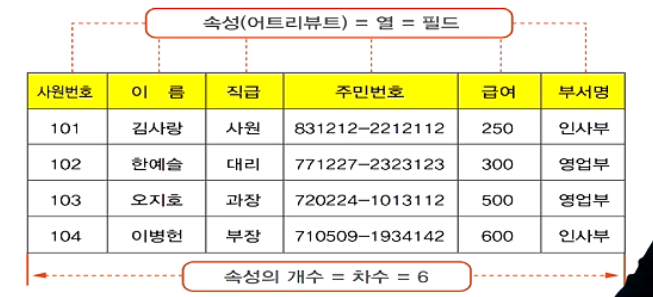 속성(어트리뷰트) = 열 = 필드
사원번호 이 름 직급 주민번호 급여 부서명
101 김사랑 사원 831212-2212112 250 인사부
102 한예슬 대리 771227-2323123 300 영업부
103 오지호 과장 720224-1013112 500 영업부
104 이병헌 부장 710509-1934142 600 인사부
속성의 개수 = 차수 = 6